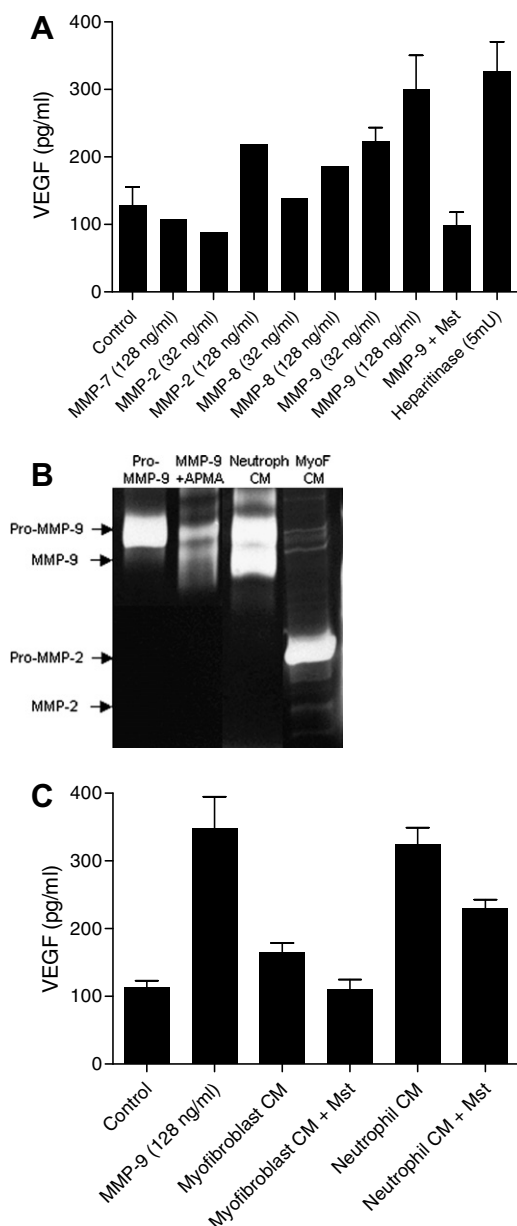 A
400
300
200
100
0
VEGF (pg/ml)
Control
MMP-7 (128 ng/ml)
MMP-2 (32 ng/ml)
MMP-2 (128 ng/ml)
MMP-8 (32 ng/ml)
MMP-8 (128 ng/ml)
MMP-9 (32 ng/ml)
MMP-9 (128 ng/ml)
MMP-9 + Mst
Heparitinase (5mU)
B
Pro- MMP-9 Neutroph MyoF
MMP-9 +APMA CM CM
Pro-MMP-9
MMP-9
Pro-MMP-2
MMP-2
C
400
300
200
100
0
VEGF (pg/ml)
Control
MMP-9 (128 ng/ml)
Myofibroblast CM
Myofibroblast CM + Mst
Neutrophil CM
Neutrophil CM + Mst